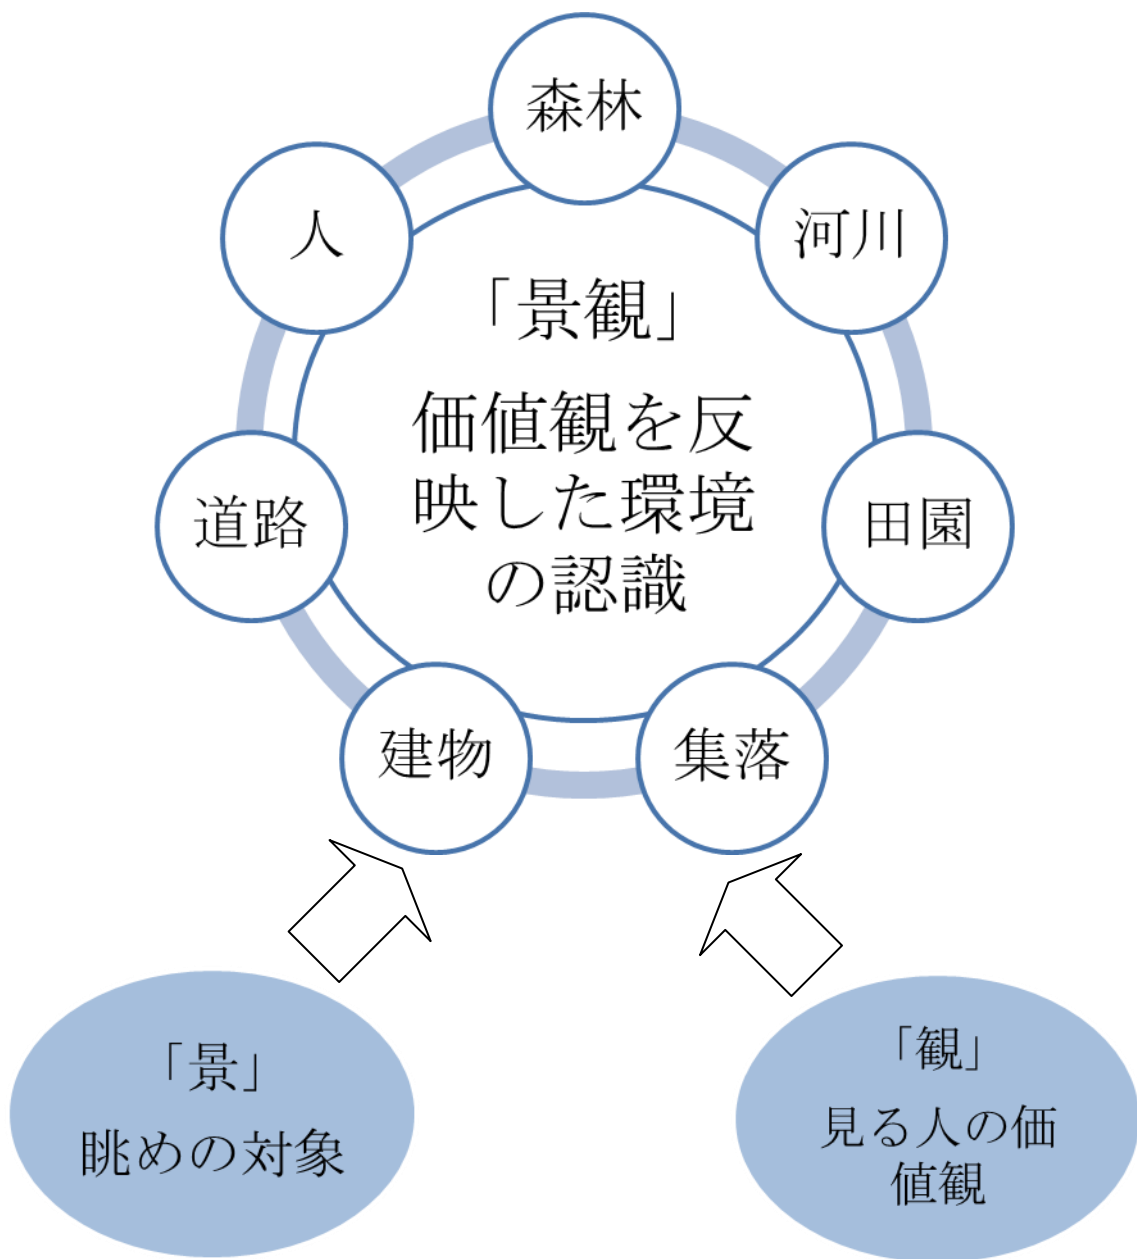 森林
人
河川
「景観」
価値観を反
映した環境
の認識
道路
田園
建物
集落
「景」
眺めの対象
「観」
見る人の価
値観